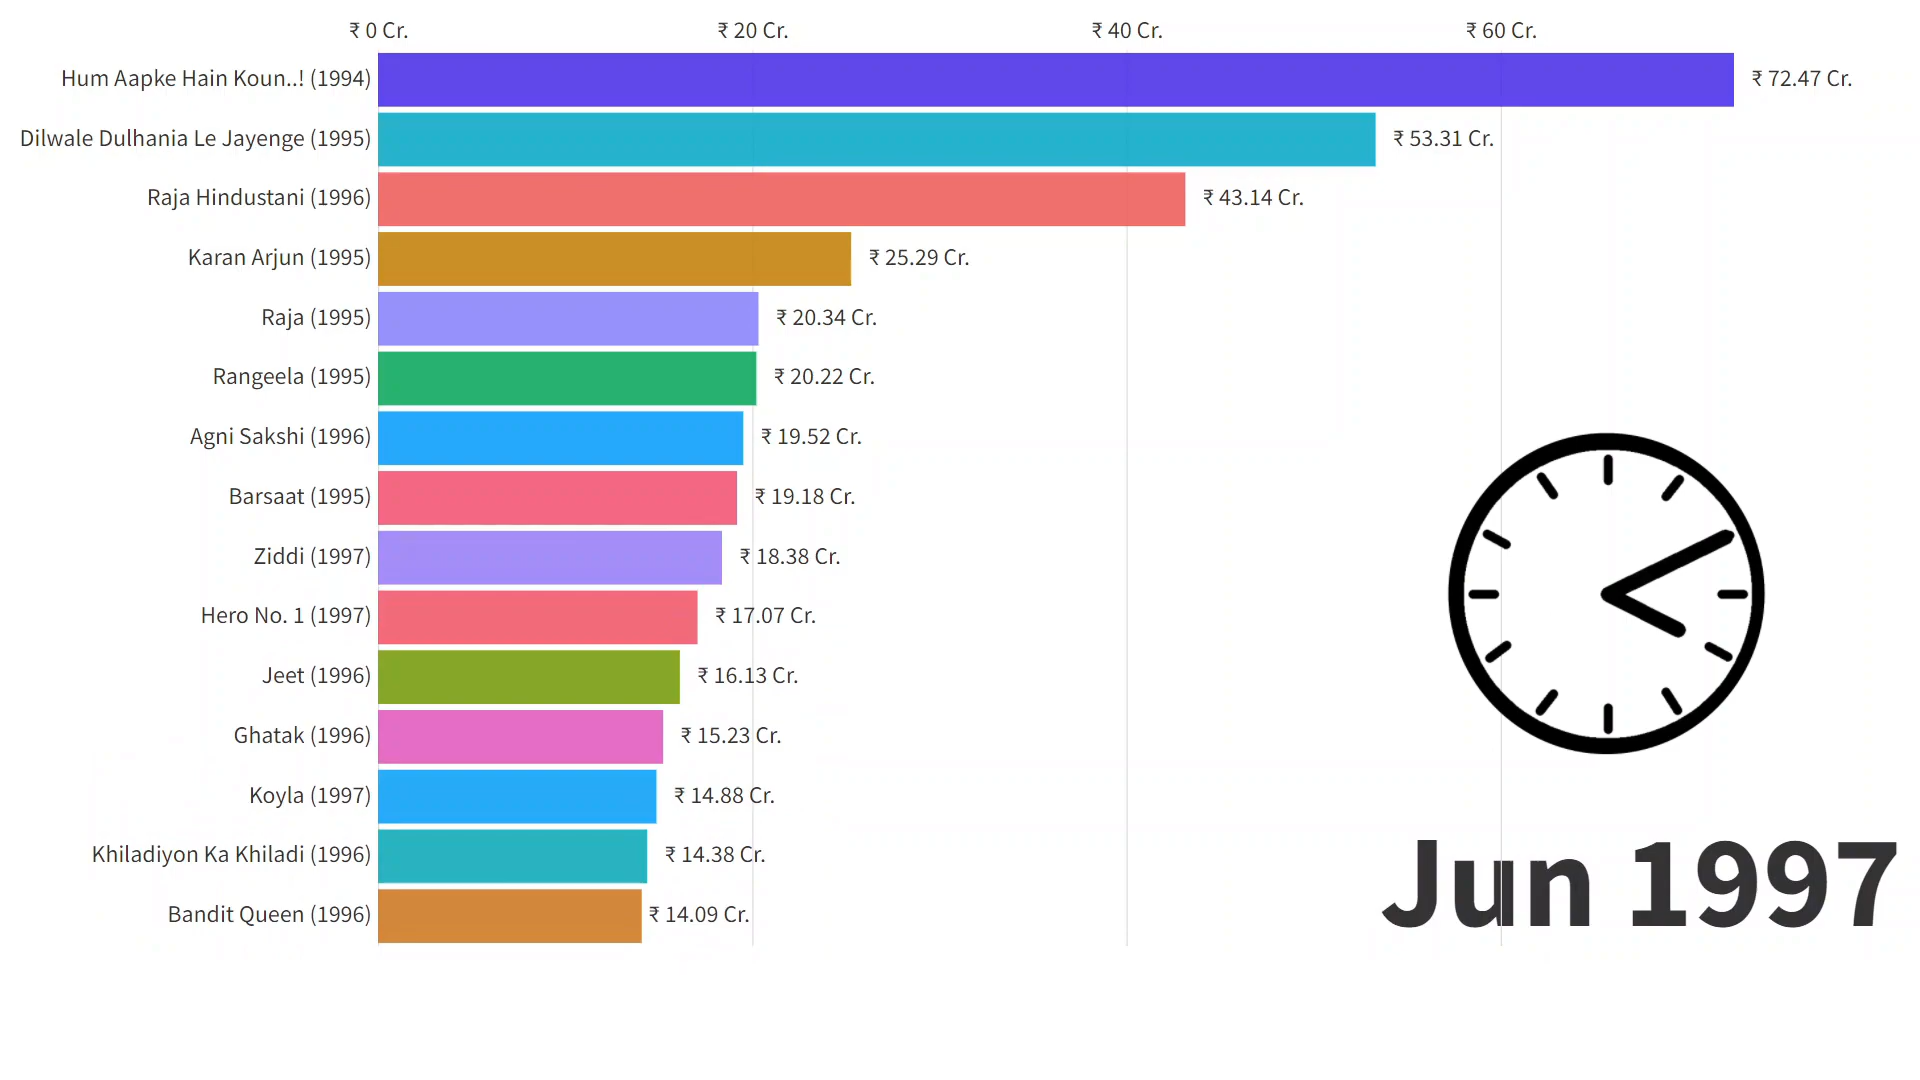 ₹ 0 Cr. ₹ 20 Cr. ₹ 40 Cr. ₹ 60 Cr.
Hum Aapke Hain Koun..! (1994) ₹ 72.47 Cr.
Dilwale Dulhania Le Jayenge (1995) ₹ 53.31 Cr.
Raja Hindustani (1996) ₹ 43.14 Cr.
Karan Arjun (1995) ₹ 25.29 Cr.
Raja (1995) ₹ 20.34 Cr.
Rangeela (1995) ₹ 20.22 Cr.
Agni Sakshi (1996) ₹ 19.52 Cr.
Barsaat (1995) ₹ 19.18 Cr.
Ziddi (1997) ₹ 18.38 Cr.
Hero No. 1 (1997) ₹ 17.07 Cr.
Jeet (1996) ₹ 16.13 Cr.
Ghatak (1996) ₹ 15.23 Cr.
Koyla (1997) ₹ 14.88 Cr.
Khiladiyon Ka Khiladi (1996) ₹ 14.38 Cr.
Bandit Queen (1996) ₹ 14.09 Cr.
Jun 1997